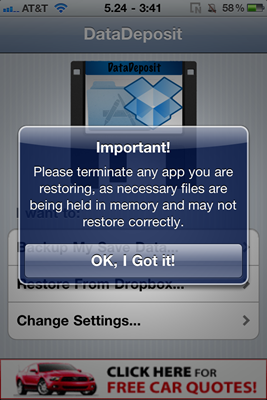 AT&T 5.24 - 3:41 58%
DataDeposit
DataDeposit
Important!
Please terminate any app you are
restoring, as necessary files are
being held in memory and may not
restore correctly.
I want to:
Backup My Save Data...
OK, I Got it!
Restore From Dropbox...
Change Settings...
CLICK HERE FOR
FREE CAR QUOTES!